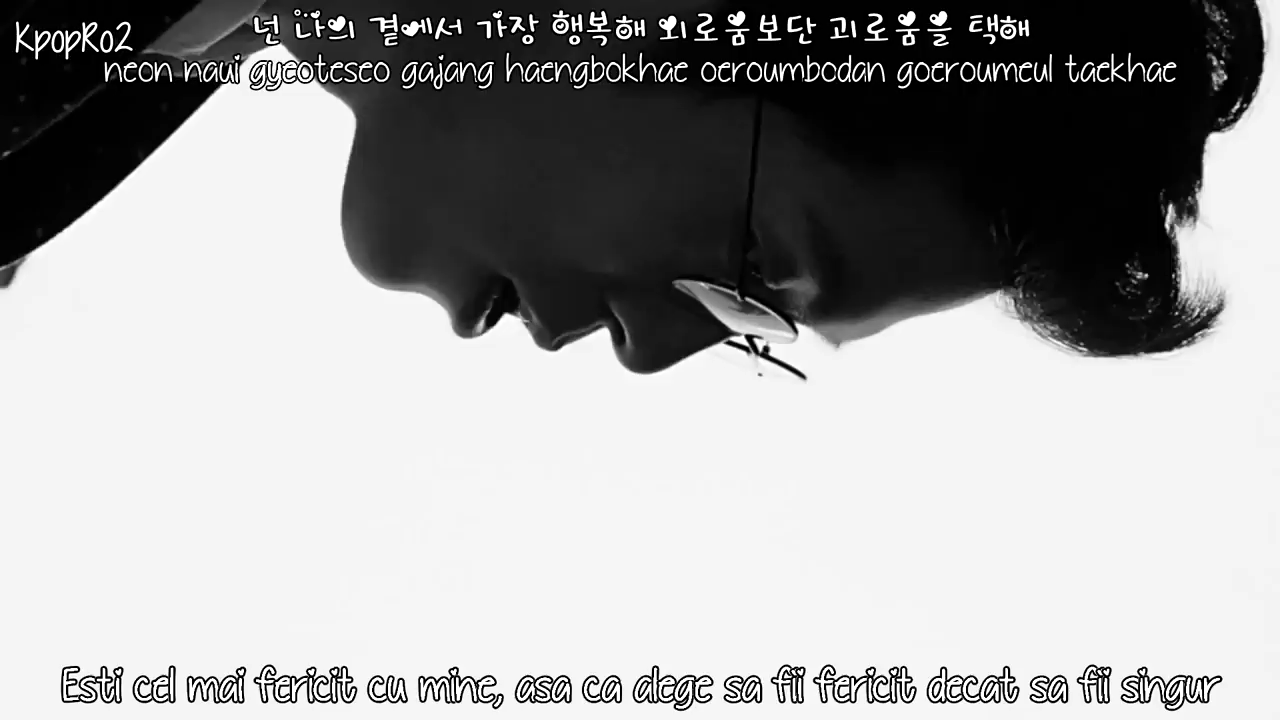 KpopRo2
넌 나의 곁에서 가장 행복해 외로움보단 괴로움을 택해
neon naui gyeoteseo gajang haengbokhae oeroumbodan goeroumeul taekhae
Esti cel mai fericit cu mine, asa ca alege sa fii fericit decat sa fii singur